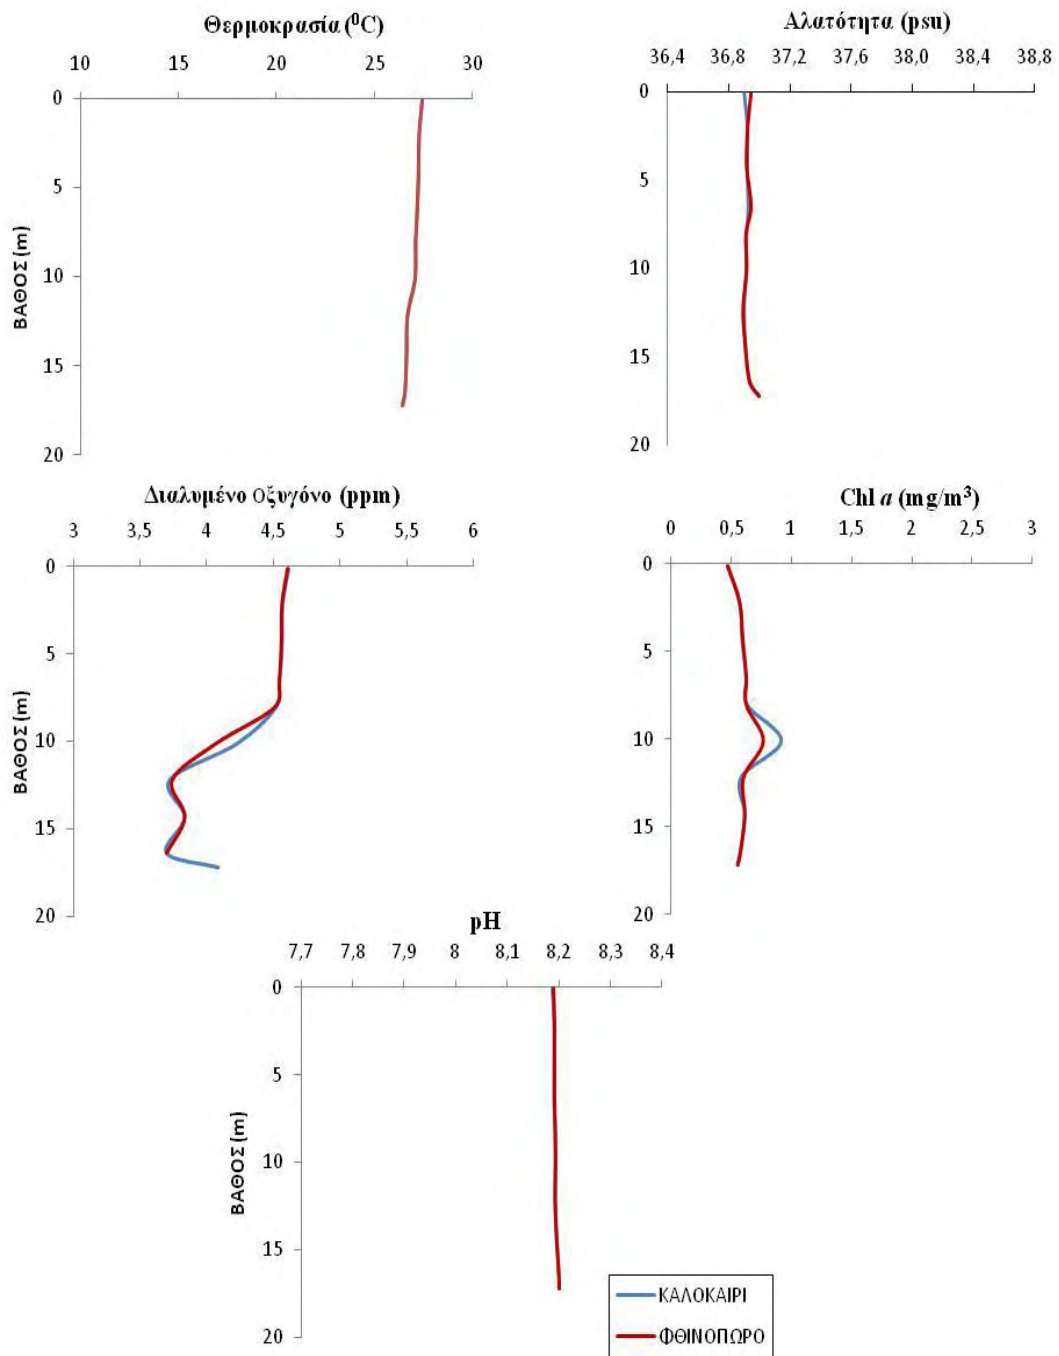 Θερμοκρασία (⁰C)
10 15 20 25 30
0
5
10
15
20
ΒΑΘΟΣ (m)
Αλατότητα (psu)
36,4 36,8 37,2 37,6 38,0 38,4 38,8
0
5
10
15
20
Διαλυμένο οξυγόνο (ppm)
3 3,5 4 4,5 5 5,5 6
0
5
10
15
20
ΒΑΘΟΣ (m)
Chl a (mg/m³)
0 0,5 1 1,5 2 2,5 3
0
5
10
15
20
pH
7,7 7,8 7,9 8 8,1 8,2 8,3 8,4
0
5
10
15
20
ΒΑΘΟΣ (m)
ΚΑΛΟΚΑΙΡΙ
ΦΘΙΝΟΠΩΡΟ